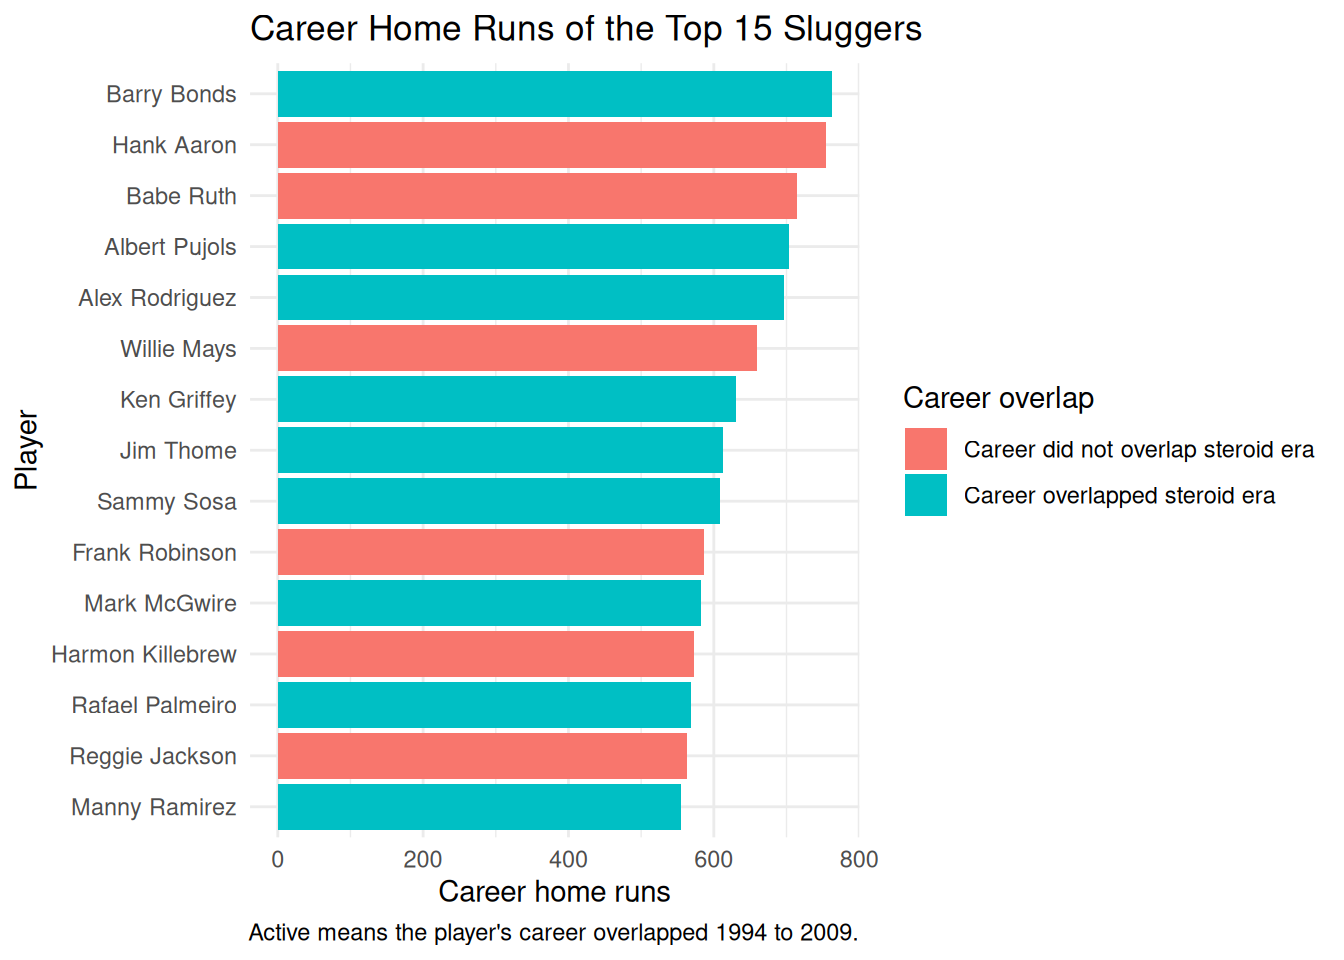 Career Home Runs of the Top 15 Sluggers
Player
Barry Bonds
Hank Aaron
Babe Ruth
Albert Pujols
Alex Rodriguez
Willie Mays
Ken Griffey
Jim Thome
Sammy Sosa
Frank Robinson
Mark McGwire
Harmon Killebrew
Rafael Palmeiro
Reggie Jackson
Manny Ramirez
0 200 400 600 800
Career home runs
Active means the player's career overlapped 1994 to 2009.
Career overlap
Career did not overlap steroid era
Career overlapped steroid era